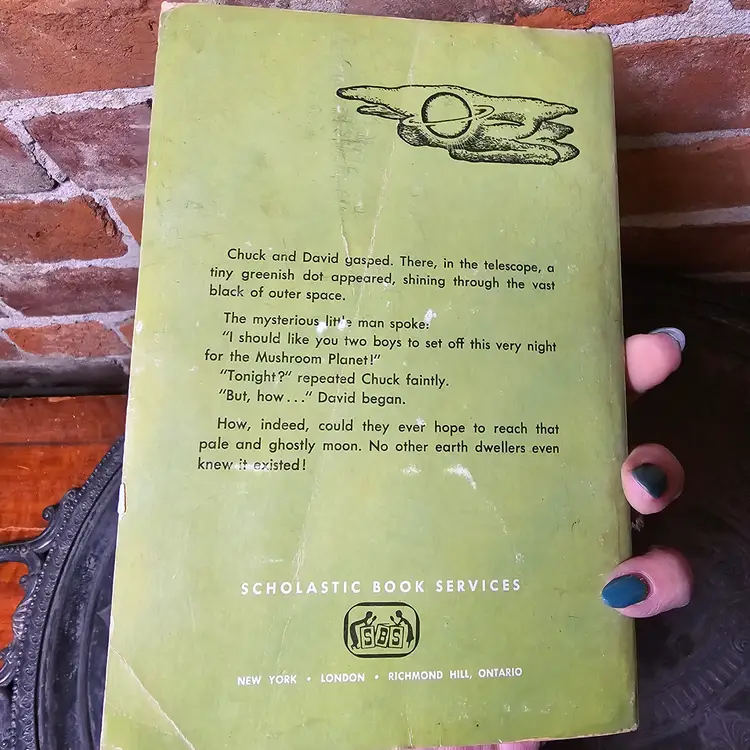 Chuck and David gasped. There, in the telescope, a
tiny greenish dot appeared, shining through the vast
black of outer space.
The mysterious little man spoke:
"I should like you two boys to set off this very night
for the Mushroom Planet!"
"Tonight?" repeated Chuck faintly.
"But, how..." David began.
How, indeed, could they ever hope to reach that
pale and ghostly moon. No other earth dwellers even
knew it existed!
SCHOLASTIC BOOK SERVICES
SBS
NEW YORK • LONDON • RICHMOND HILL, ONTARIO